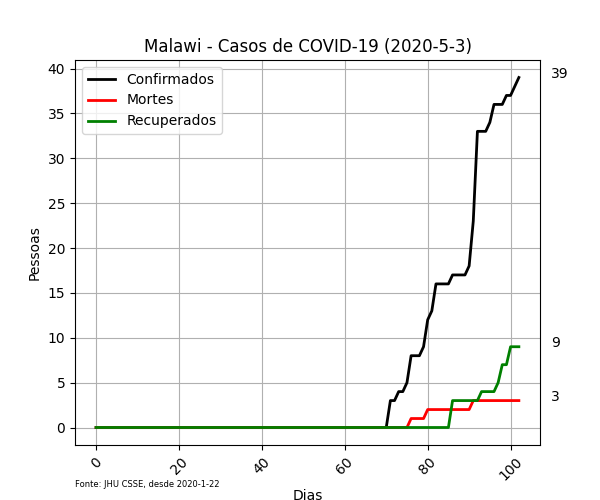 Malawi - Casos de COVID-19 (2020-5-3)
Confirmados
Mortes
Recuperados
Pessoas
40
35
30
25
20
15
10
5
0
39
9
3
0
20
40
60
80
100
Fonte: JHU CSSE, desde 2020-1-22
Dias